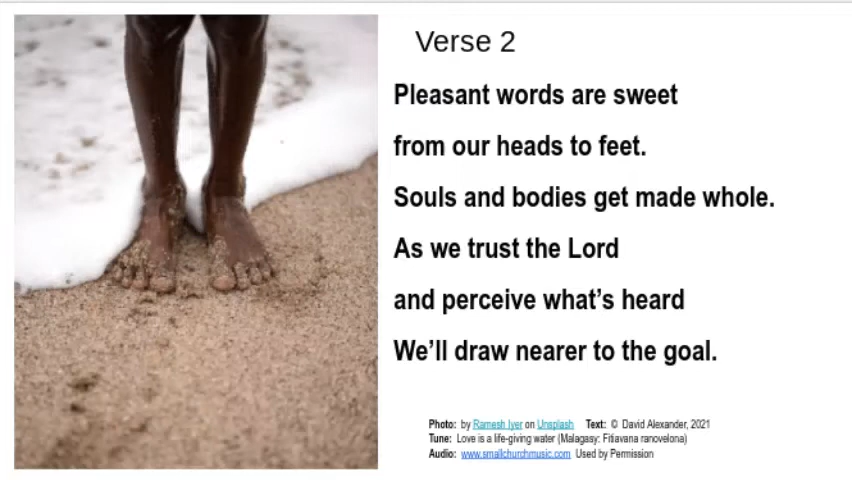 Verse 2
Pleasant words are sweet
from our heads to feet.
Souls and bodies get made whole.
As we trust the Lord
and perceive what’s heard
We’ll draw nearer to the goal.
Photo: by Ramesh Iyer on Unsplash Text: © David Alexander, 2021
Tune: Love is a life-giving water (Malagasy: Fitiavana ranovelona)
Audio: www.smallchurchmusic.com Used by Permission